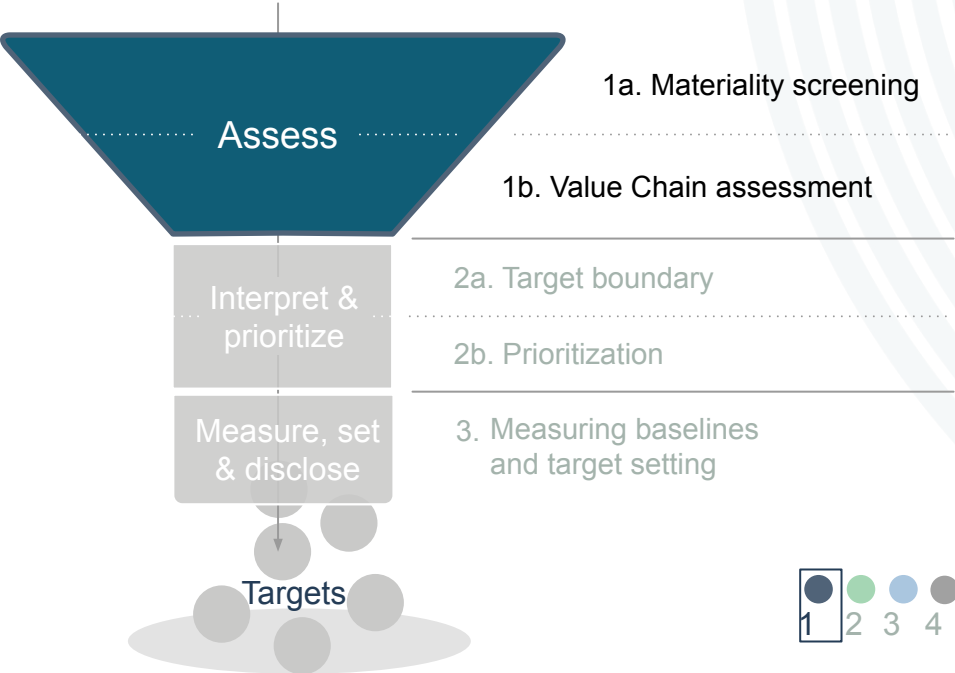 1a. Materiality screening
Assess
1b. Value Chain assessment
2a. Target boundary
Interpret &
prioritize
2b. Prioritization
Measure, set
& disclose
3. Measuring baselines
and target setting
Targets
1 2 3 4